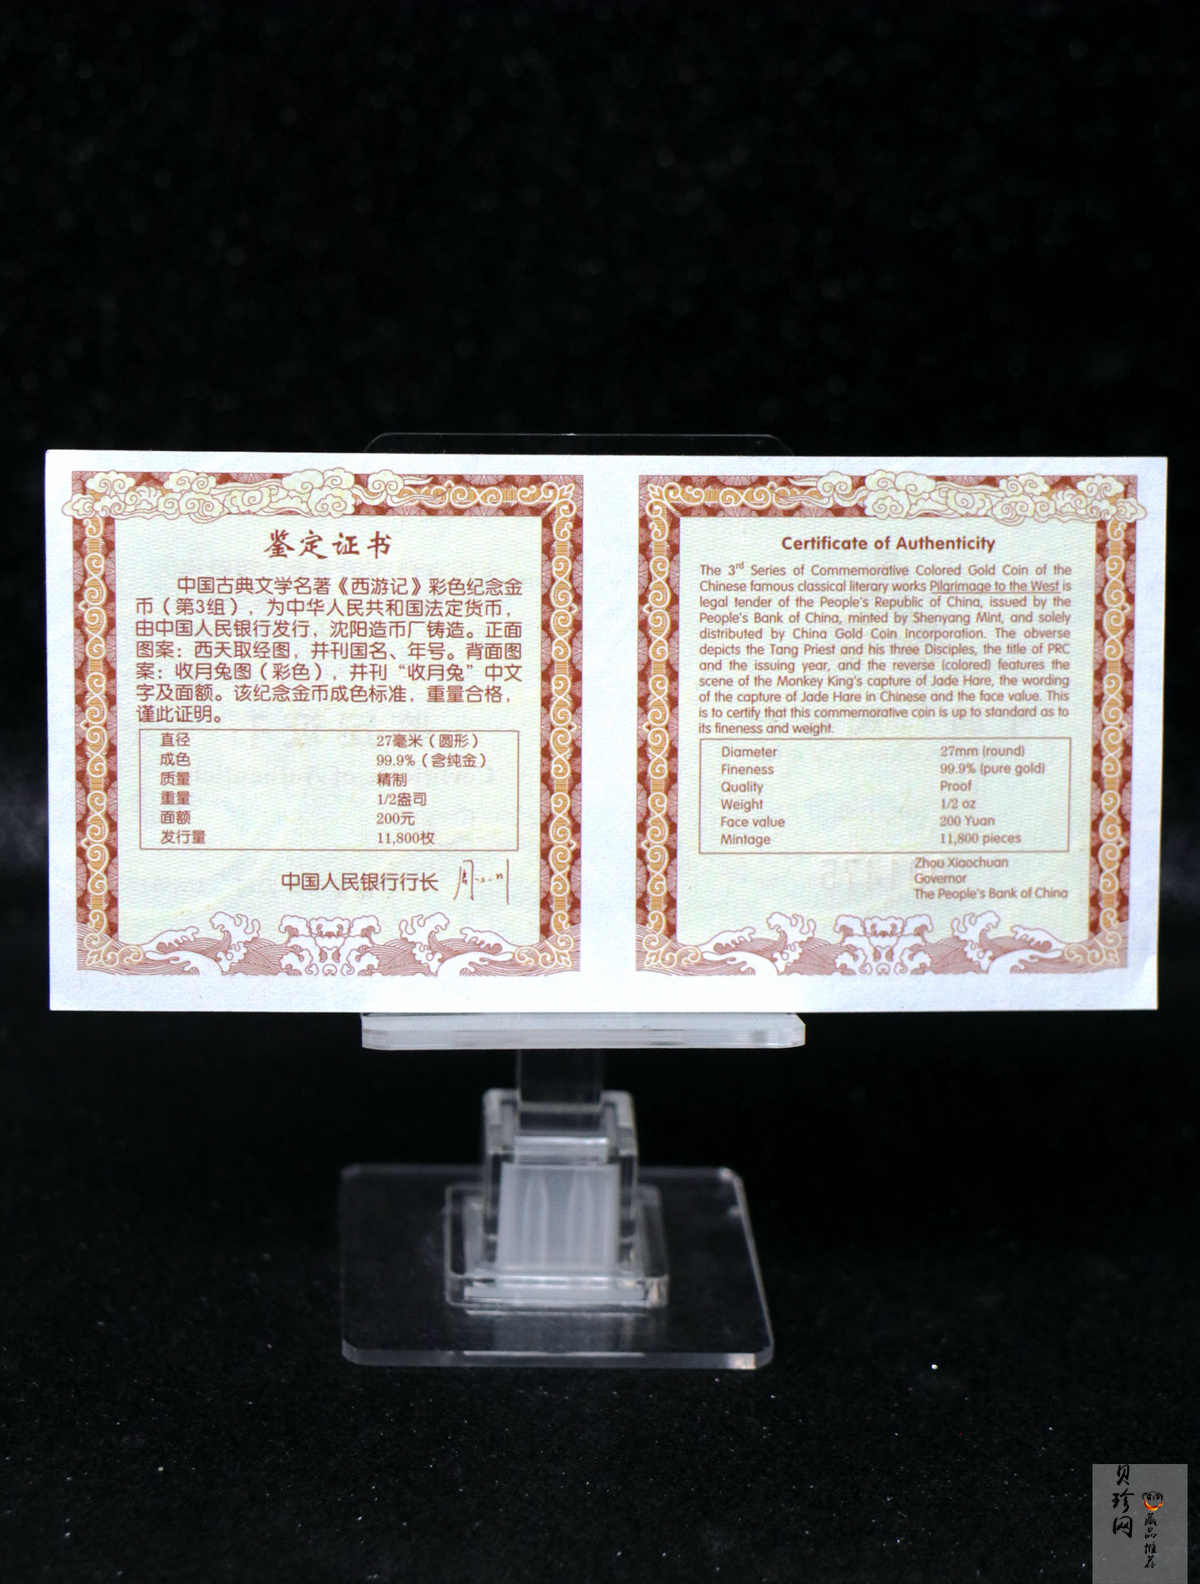 鉴定证书
中国古典文学名著《西游记》彩色纪念金
币（第3组），为中华人民共和国法定货币，
由中国人民银行发行，沈阳造币厂铸造。正面
图案：西天取经图，并刊国名、年号。背面图
案：收月兔图（彩色），并刊“收月兔”中文
字及面额。该纪念金币成色标准，重量合格，
谨此证明。
直径 27毫米（圆形）
成色 99.9%（含纯金）
质量 精制
重量 1/2盎司
面额 200元
发行量 11,800枚
中国人民银行行长
Certificate of Authenticity
The 3rd Series of Commemorative Colored Gold Coin of the
Chinese famous classical literary works Pilgrimage to the West is
legal tender of the People's Republic of China, issued by the
People's Bank of China, minted by Shenyang Mint, and solely
distributed by China Gold Coin Incorporation. The obverse
depicts the Tang Priest and his three Disciples, the title of PRC
and the issuing year, and the reverse (colored) features the
scene of the Monkey King's capture of Jade Hare, the wording
of the capture of Jade Hare in Chinese and the face value. This
is to certify that this commemorative coin is up to standard as to
its fineness and weight.
Diameter 27mm (round)
Fineness 99.9% (pure gold)
Quality Proof
Weight 1/2 oz
Face value 200 Yuan
Mintage 11,800 pieces
Zhou Xiaochuan
Governor
The People's Bank of China
贝珍网
藏品推荐